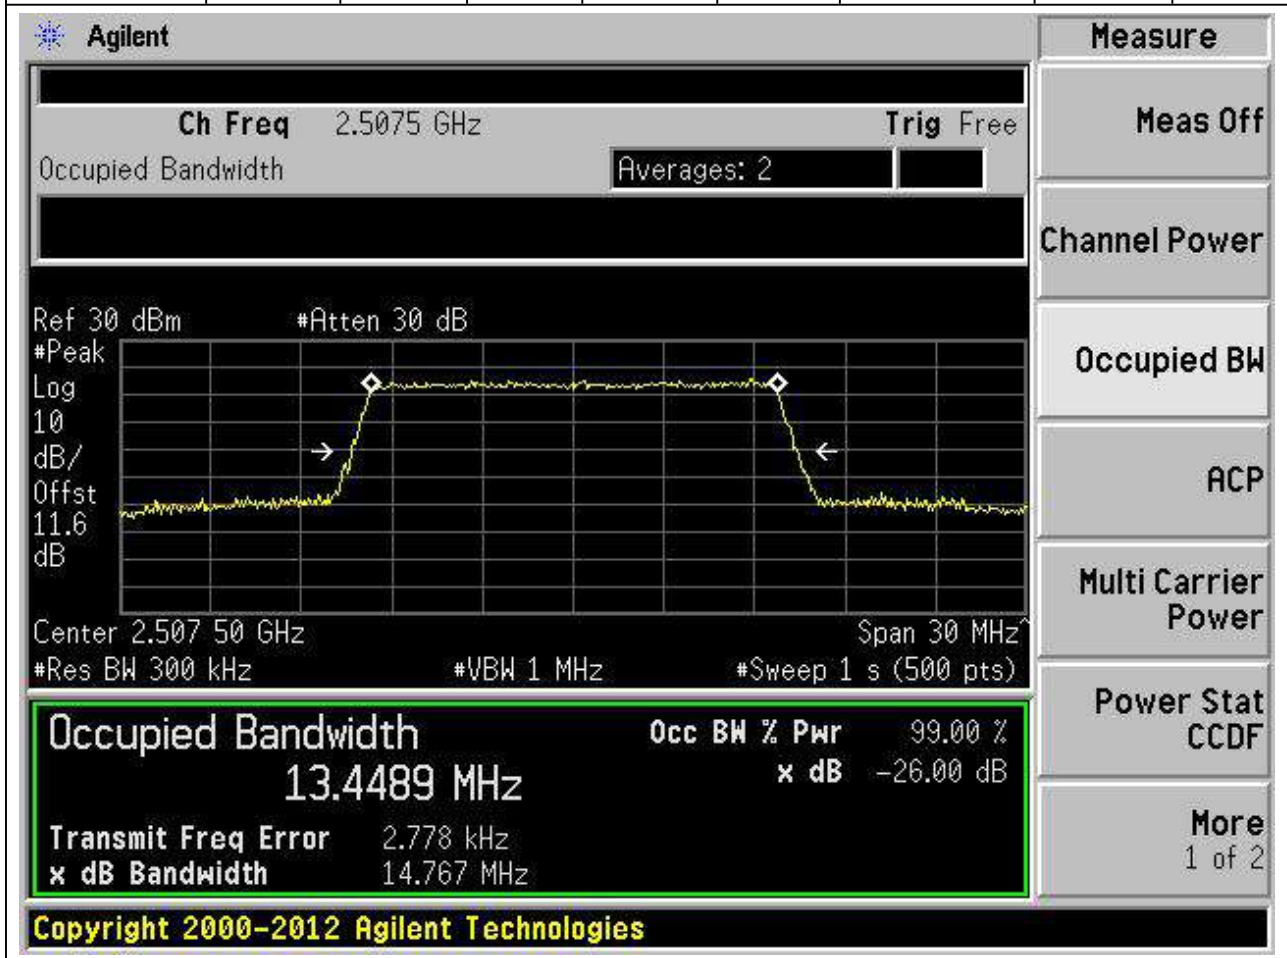 Agilent
Measure
Ch Freq 2.5075 GHz Trig Free
Meas Off
Occupied Bandwidth Averages: 2
Channel Power
Ref 30 dBm #Atten 30 dB
#Peak
Log
10
dB/
Offst
11.6
dB
Occupied BW
ACP
Center 2.507 50 GHz Span 30 MHz^
#Res BW 300 kHz #VBW 1 MHz #Sweep 1 s (500 pts)
Multi Carrier
Power
Occupied Bandwidth Occ BW % Pwr 99.00 %
13.4489 MHz x dB -26.00 dB
Transmit Freq Error 2.778 kHz
x dB Bandwidth 14.767 MHz
Power Stat
CCDF
More
1 of 2
Copyright 2000-2012 Agilent Technologies